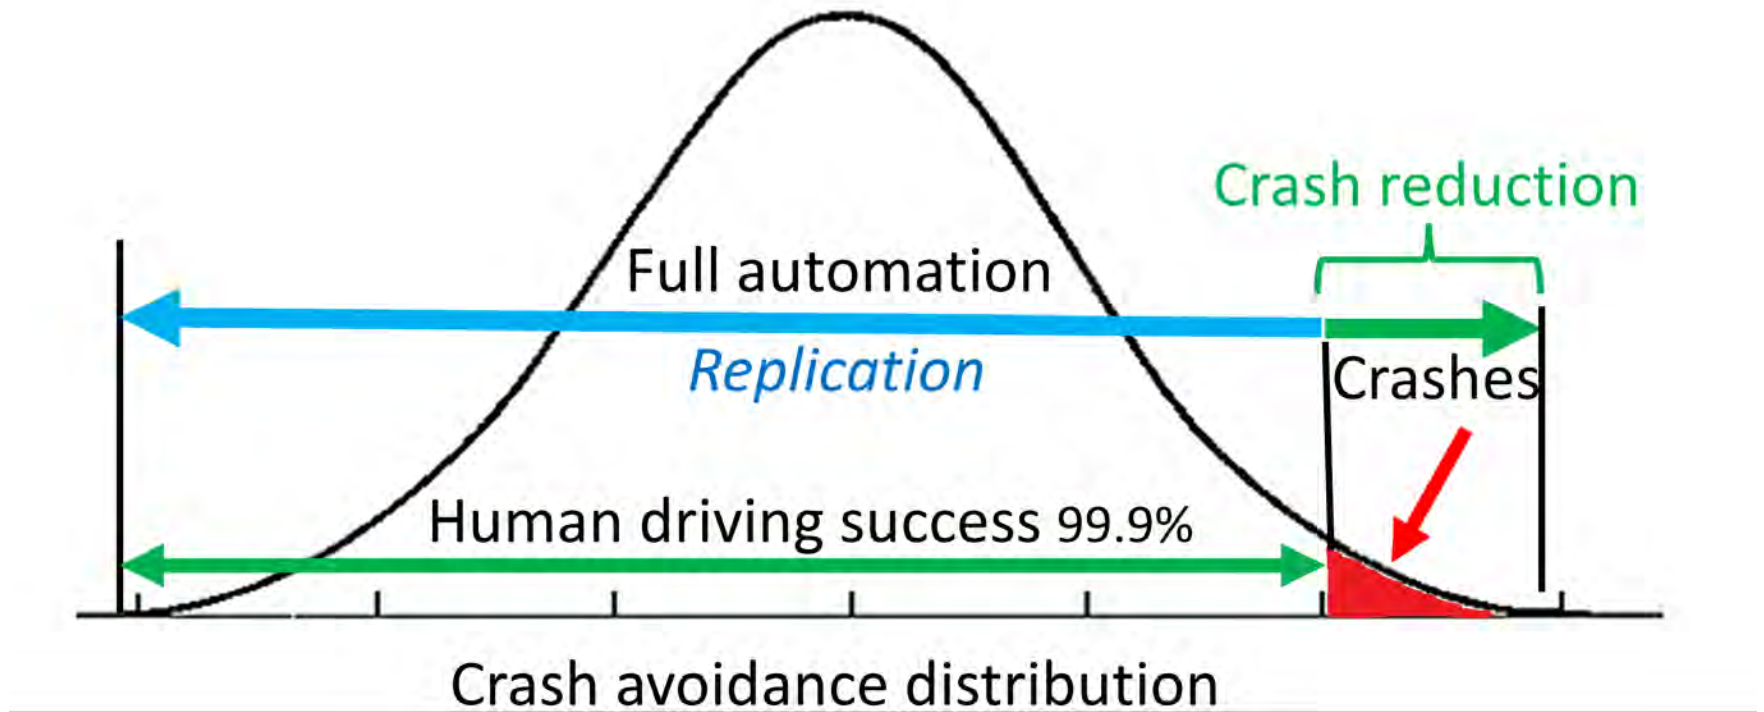 Crash reduction
Full automation
Replication
Crashes
Human driving success 99.9%
Crash avoidance distribution